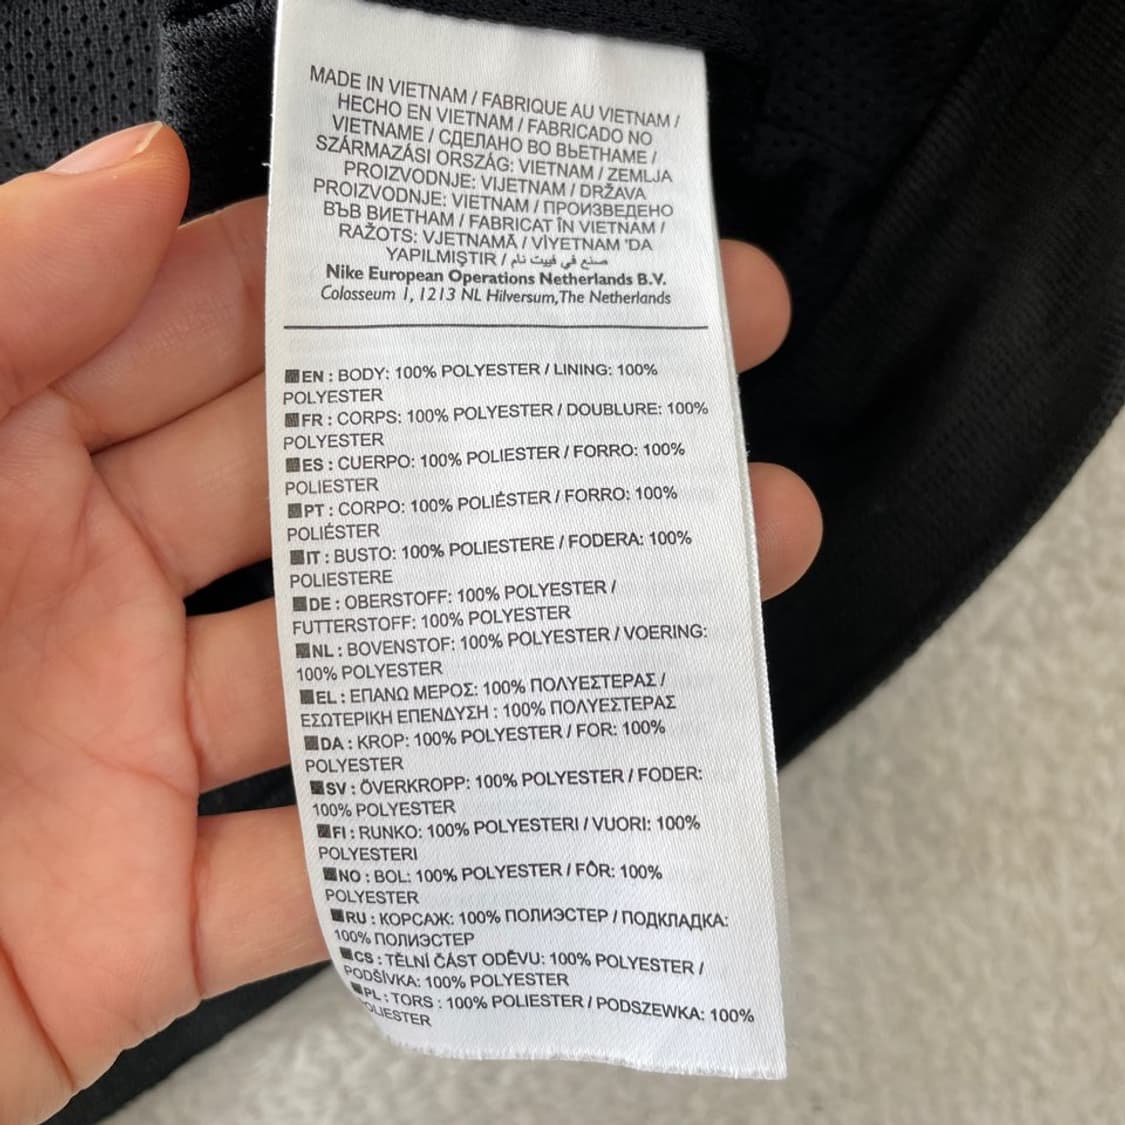 MADE IN VIETNAM / FABRIQUE AU VIETNAM /
HECHO EN VIETNAM / FABRICADO NO
VIETNAME / СДЕЛАНО ВО ВЬЕТНАМЕ /
SZÁRMAZÁSI ORSZÁG: VIETNAM / ZEMLJA
PROIZVODNJE: VIJETNAM / DRŽAVA
PROIZVODNJE: VIETNAM / ПРОИЗВЕДЕНО
ВЪВ ВИЕТНАМ / FABRICAT ÎN VIETNAM /
RAŽOTS: VJETNAMĀ / VİYETNAM 'DA
YAPILMIŞTIR / صنع في فييت نام
Nike European Operations Netherlands B.V.
Colosseum 1, 1213 NL Hilversum,The Netherlands
EN : BODY: 100% POLYESTER / LINING: 100%
POLYESTER
FR : CORPS: 100% POLYESTER / DOUBLURE: 100%
POLYESTER
ES : CUERPO: 100% POLIESTER / FORRO: 100%
POLIESTER
PT : CORPO: 100% POLIÉSTER / FORRO: 100%
POLIÉSTER
IT : BUSTO: 100% POLIESTERE / FODERA: 100%
POLIESTERE
DE : OBERSTOFF: 100% POLYESTER /
FUTTERSTOFF: 100% POLYESTER
NL : BOVENSTOF: 100% POLYESTER / VOERING:
100% POLYESTER
EL : ΕΠΑΝΩ ΜΕΡΟΣ: 100% ΠΟΛΥΕΣΤΕΡΑΣ /
ΕΣΩΤΕΡΙΚΗ ΕΠΕΝΔΥΣΗ : 100% ΠΟΛΥΕΣΤΕΡΑΣ
DA : KROP: 100% POLYESTER / FOR: 100%
POLYESTER
SV : ÖVERKROPP: 100% POLYESTER / FODER:
100% POLYESTER
FI : RUNKO: 100% POLYESTERI / VUORI: 100%
POLYESTERI
NO : BOL: 100% POLYESTER / FÔR: 100%
POLYESTER
RU : КОРСАЖ: 100% ПОЛИЭСТЕР / ПОДКЛАДКА:
100% ПОЛИЭСТЕР
CS : TĚLNÍ ČÁST ODĚVU: 100% POLYESTER /
PODŠÍVKA: 100% POLYESTER
PL : TORS : 100% POLIESTER / PODSZEWKA: 100%
POLIESTER